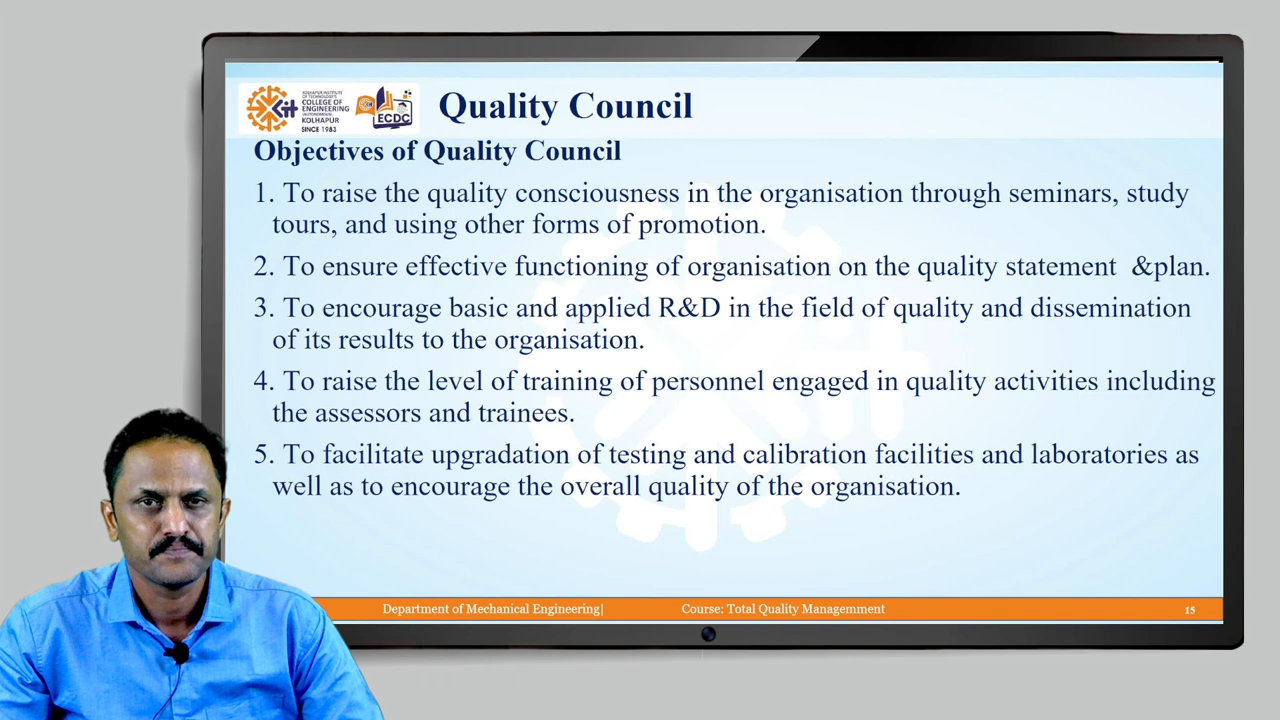 KOLHAPUR INSTITUTE
OF TECHNOLOGY'S
COLLEGE OF
ENGINEERING
(AUTONOMOUS),
KOLHAPUR
SINCE 1983
ECDC
Quality Council
Objectives of Quality Council
1. To raise the quality consciousness in the organisation through seminars, study
tours, and using other forms of promotion.
2. To ensure effective functioning of organisation on the quality statement &plan.
3. To encourage basic and applied R&D in the field of quality and dissemination
of its results to the organisation.
4. To raise the level of training of personnel engaged in quality activities including
the assessors and trainees.
5. To facilitate upgradation of testing and calibration facilities and laboratories as
well as to encourage the overall quality of the organisation.
Department of Mechanical Engineering| Course: Total Quality Managemment 15